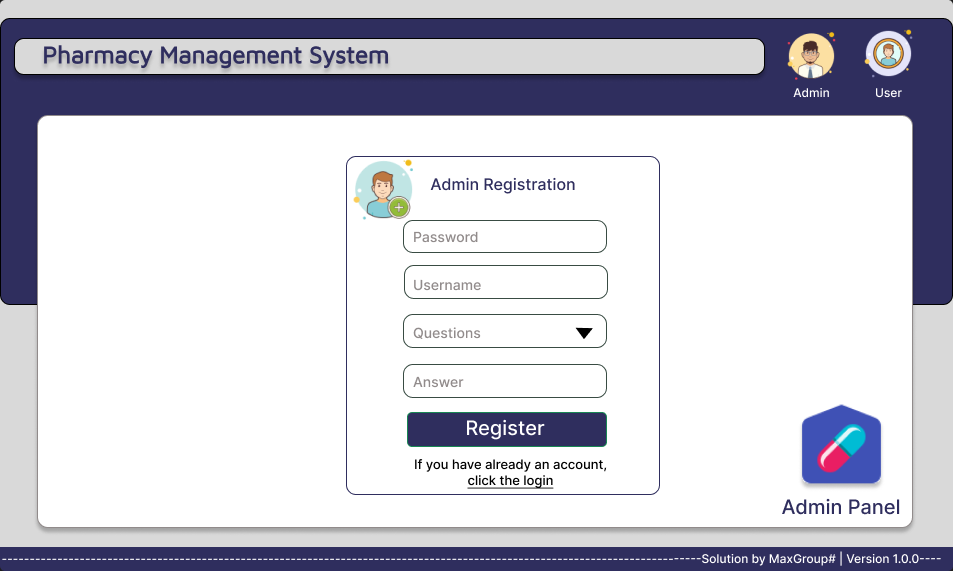 Pharmacy Management System
Admin
User
Admin Registration
Password
Username
Questions
Answer
Register
If you have already an account,
click the login
Admin Panel
Solution by MaxGroup# | Version 1.0.0----